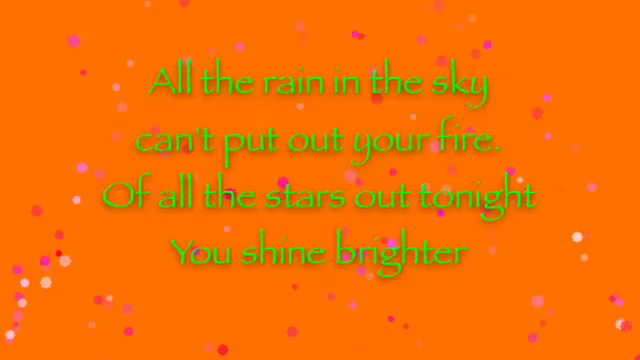 All the rain in the sky
can't put out your fire.
Of all the stars out tonight
You shine brighter